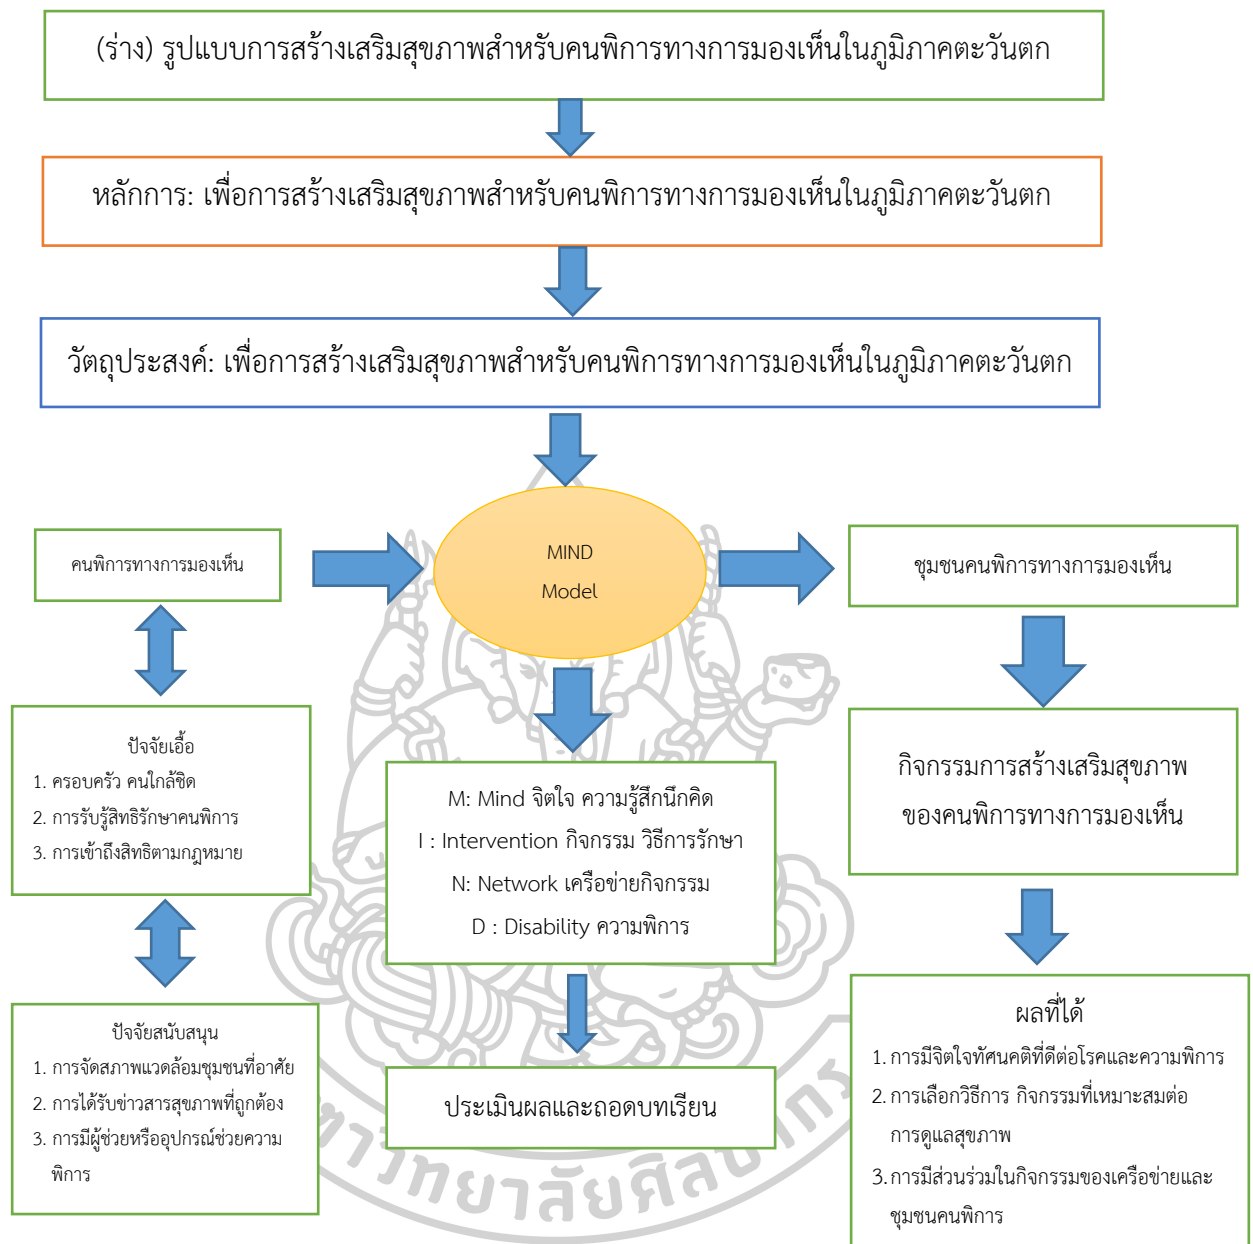 (ร่าง) รูปแบบการสร้างเสริมสุขภาพสำหรับคนพิการทางการมองเห็นในภูมิภาคตะวันตก
หลักการ: เพื่อการสร้างเสริมสุขภาพสำหรับคนพิการทางการมองเห็นในภูมิภาคตะวันตก
วัตถุประสงค์: เพื่อการสร้างเสริมสุขภาพสำหรับคนพิการทางการมองเห็นในภูมิภาคตะวันตก
คนพิการทางการมองเห็น
MIND
Model
ชุมชนคนพิการทางการมองเห็น
ปัจจัยเอื้อ
1. ครอบครัว คนใกล้ชิด
2. การรับรู้สิทธิรักษาคนพิการ
3. การเข้าถึงสิทธิตามกฎหมาย
M: Mind จิตใจ ความรู้สึกนึกคิด
I : Intervention กิจกรรม วิธีการรักษา
N: Network เครือข่ายกิจกรรม
D : Disability ความพิการ
กิจกรรมการสร้างเสริมสุขภาพ
ของคนพิการทางการมองเห็น
ปัจจัยสนับสนุน
1. การจัดสภาพแวดล้อมชุมชนที่อาศัย
2. การได้รับข่าวสารสุขภาพที่ถูกต้อง
3. การมีผู้ช่วยหรืออุปกรณ์ช่วยความ
พิการ
ประเมินผลและถอดบทเรียน
ผลที่ได้
1. การมีจิตใจทัศนคติที่ดีต่อโรคและความพิการ
2. การเลือกวิธีการ กิจกรรมที่เหมาะสมต่อ
การดูแลสุขภาพ
3. การมีส่วนร่วมในกิจกรรมของเครือข่ายและ
ชุมชนคนพิการ